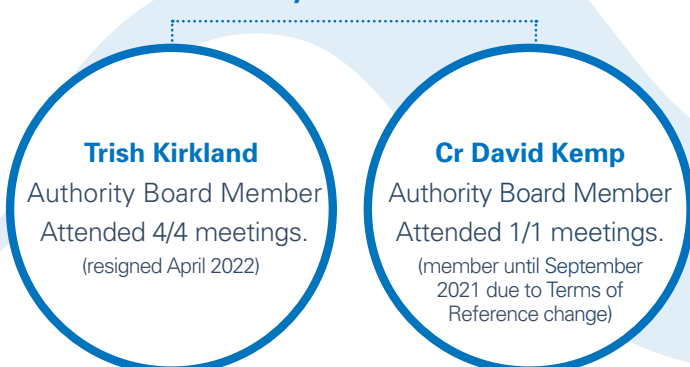 Trish Kirkland
Authority Board Member
Attended 4/4 meetings.
(resigned April 2022)
Cr David Kemp
Authority Board Member
Attended 1/1 meetings.
(member until September
2021 due to Terms of
Reference change)